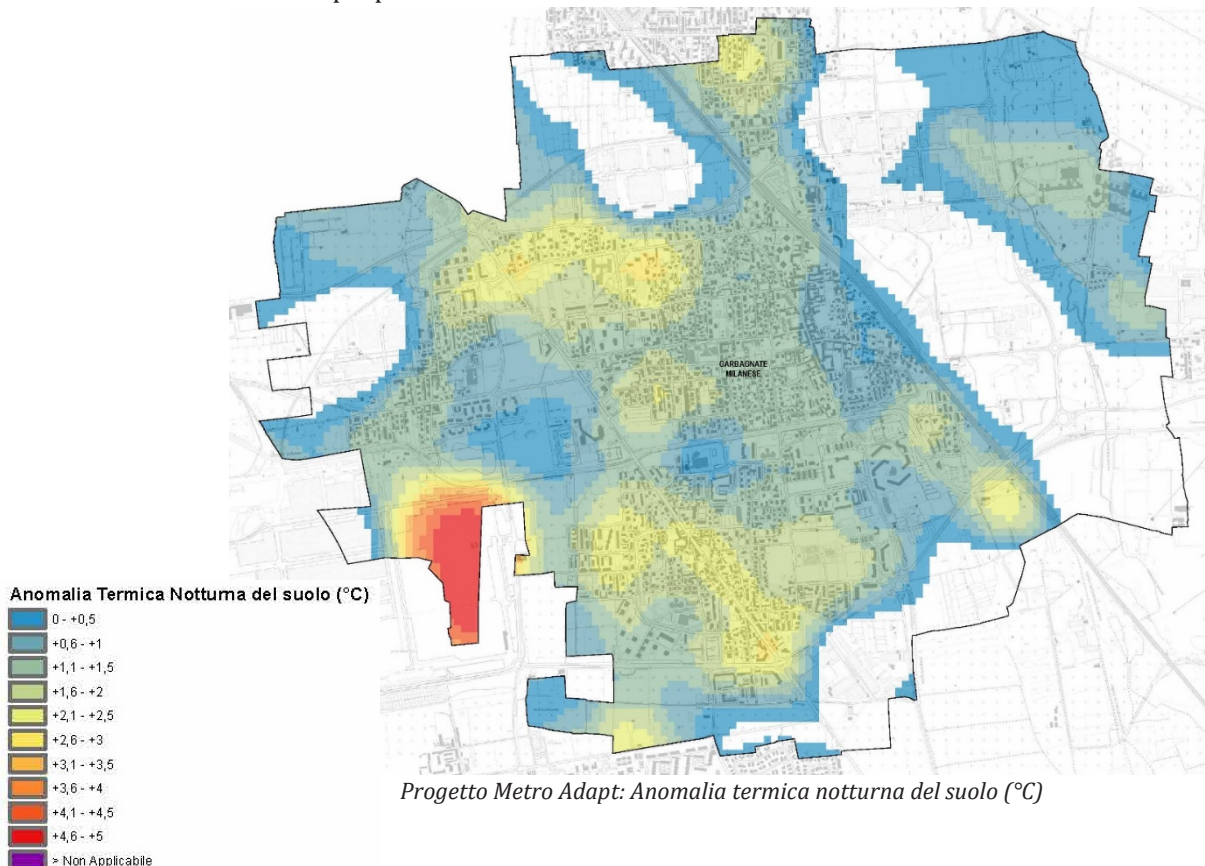 GARBAGNATE
MILANESE
Anomalia Termica Notturna del suolo (°C)
0 - +0,5
+0,6 - +1
+1,1 - +1,5
+1,6 - +2
+2,1 - +2,5
+2,6 - +3
+3,1 - +3,5
+3,6 - +4
+4,1 - +4,5
+4,6 - +5
> Non Applicabile
Progetto Metro Adapt: Anomalia termica notturna del suolo (°C)